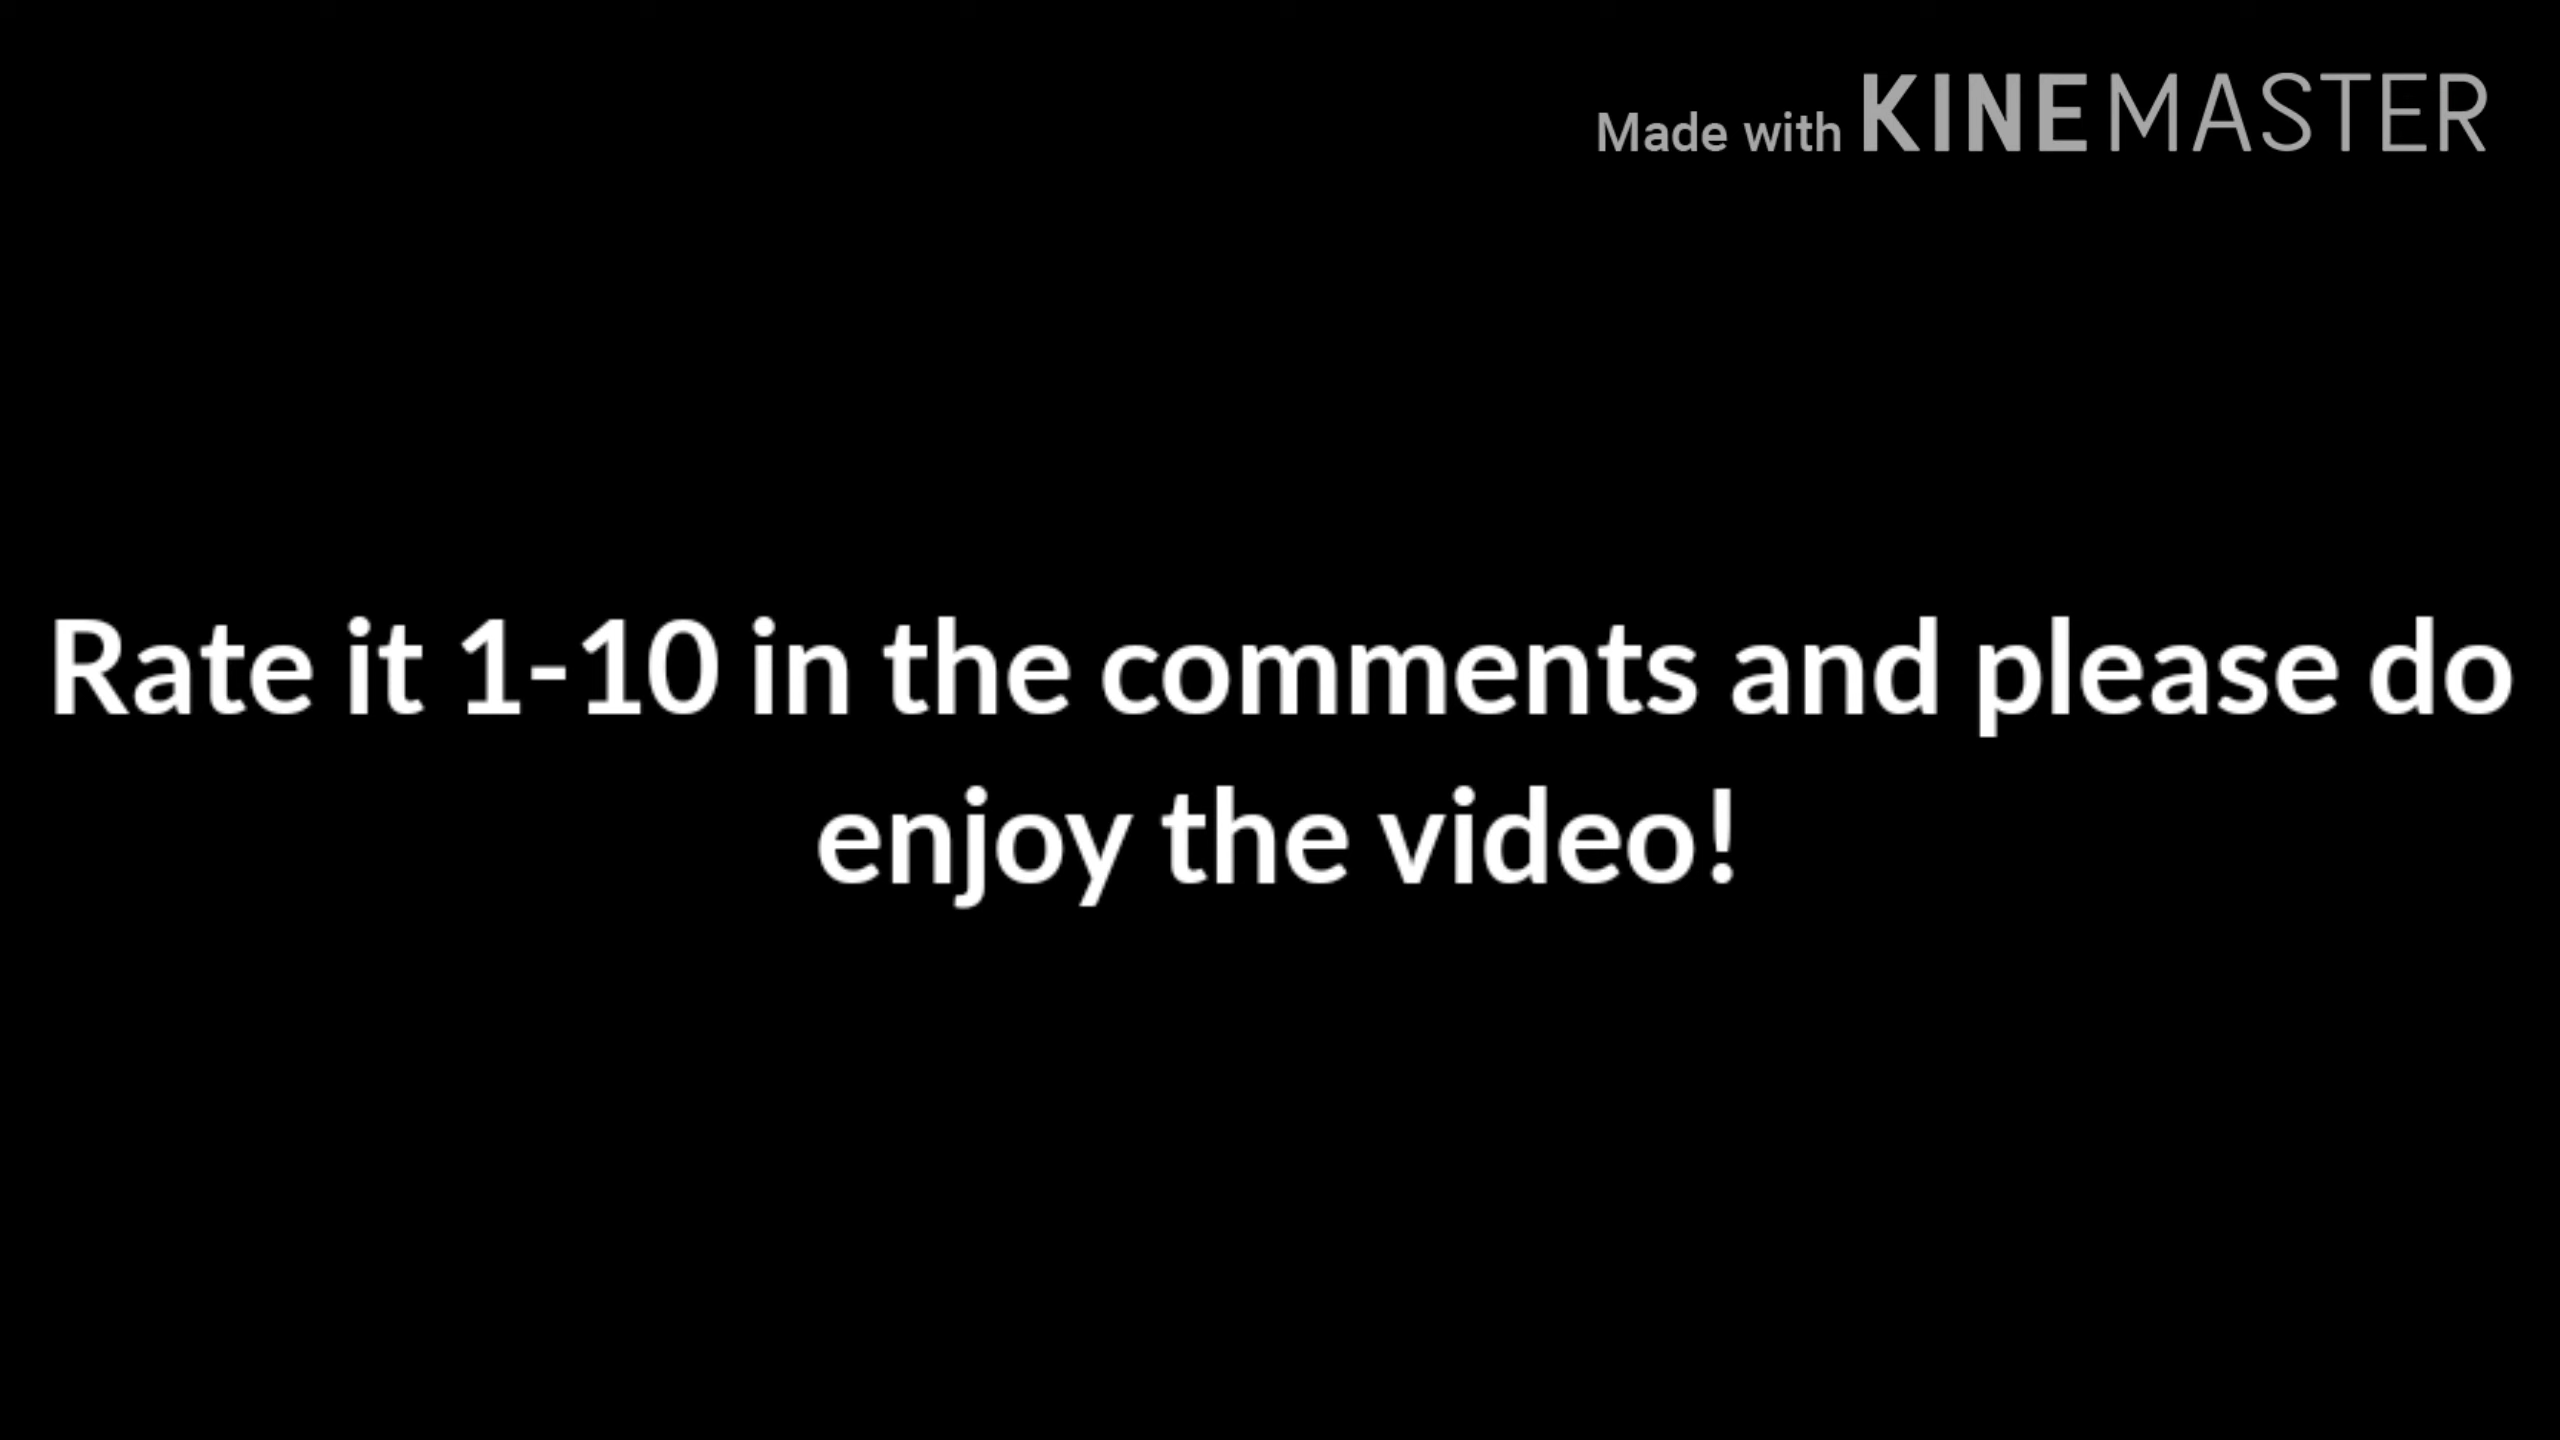 Made with KINEMASTER
Rate it 1-10 in the comments and please do
enjoy the video!